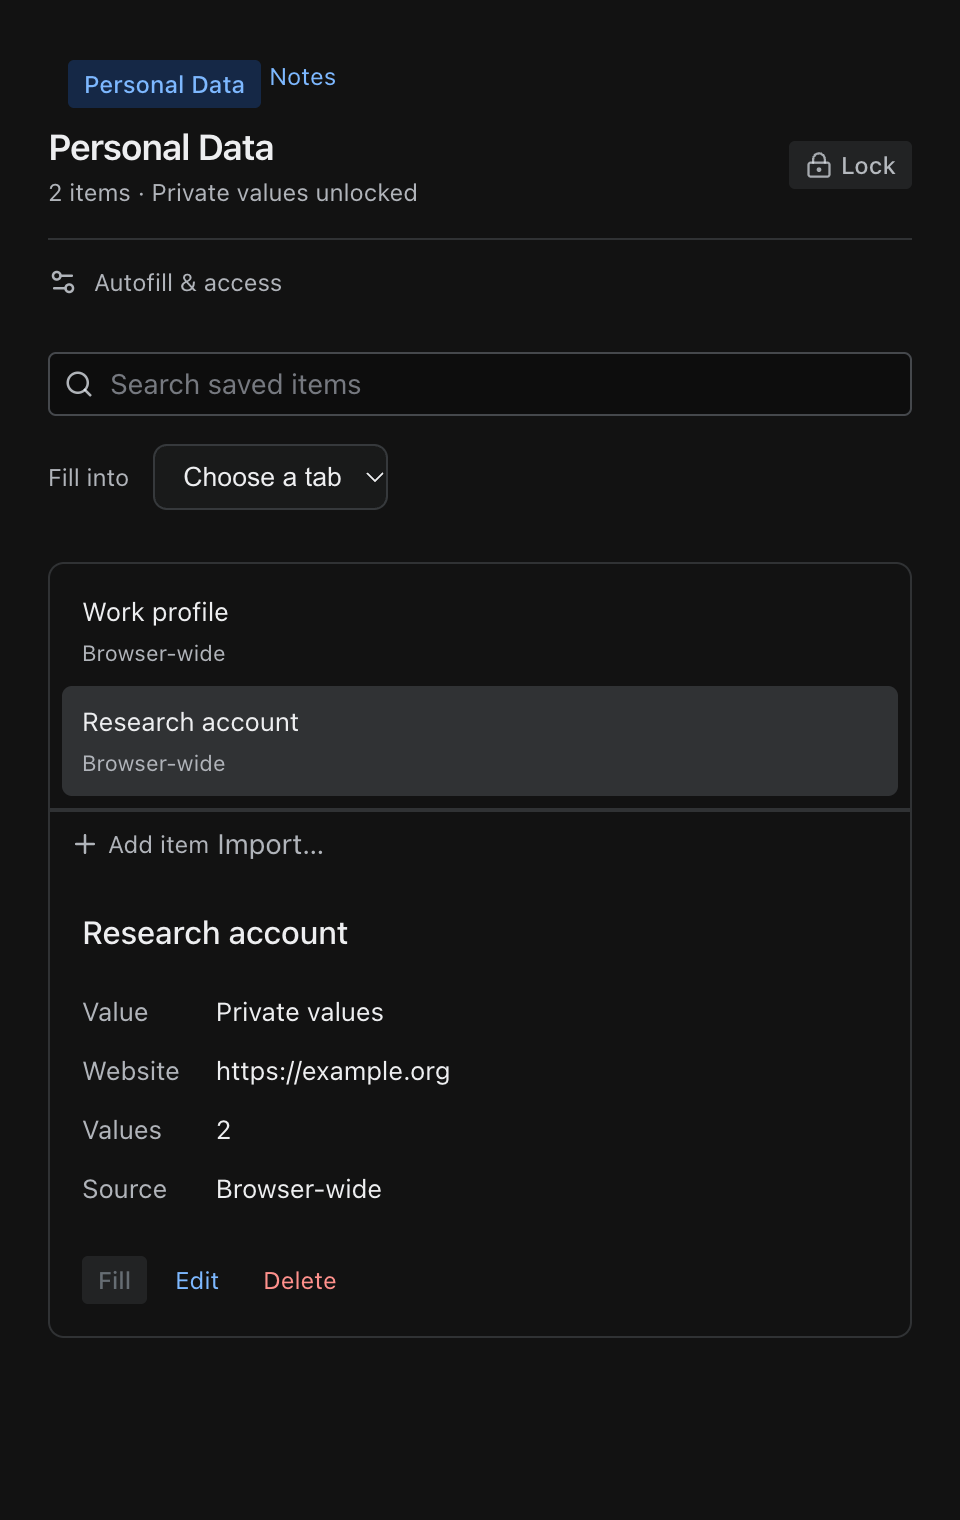 Personal Data Notes
Personal Data
2 items · Private values unlocked
Lock
Autofill & access
Search saved items
Fill into Choose a tab
Work profile
Browser-wide
Research account
Browser-wide
Add item Import...
Research account
Value Private values
Website https://example.org
Values 2
Source Browser-wide
Fill Edit Delete